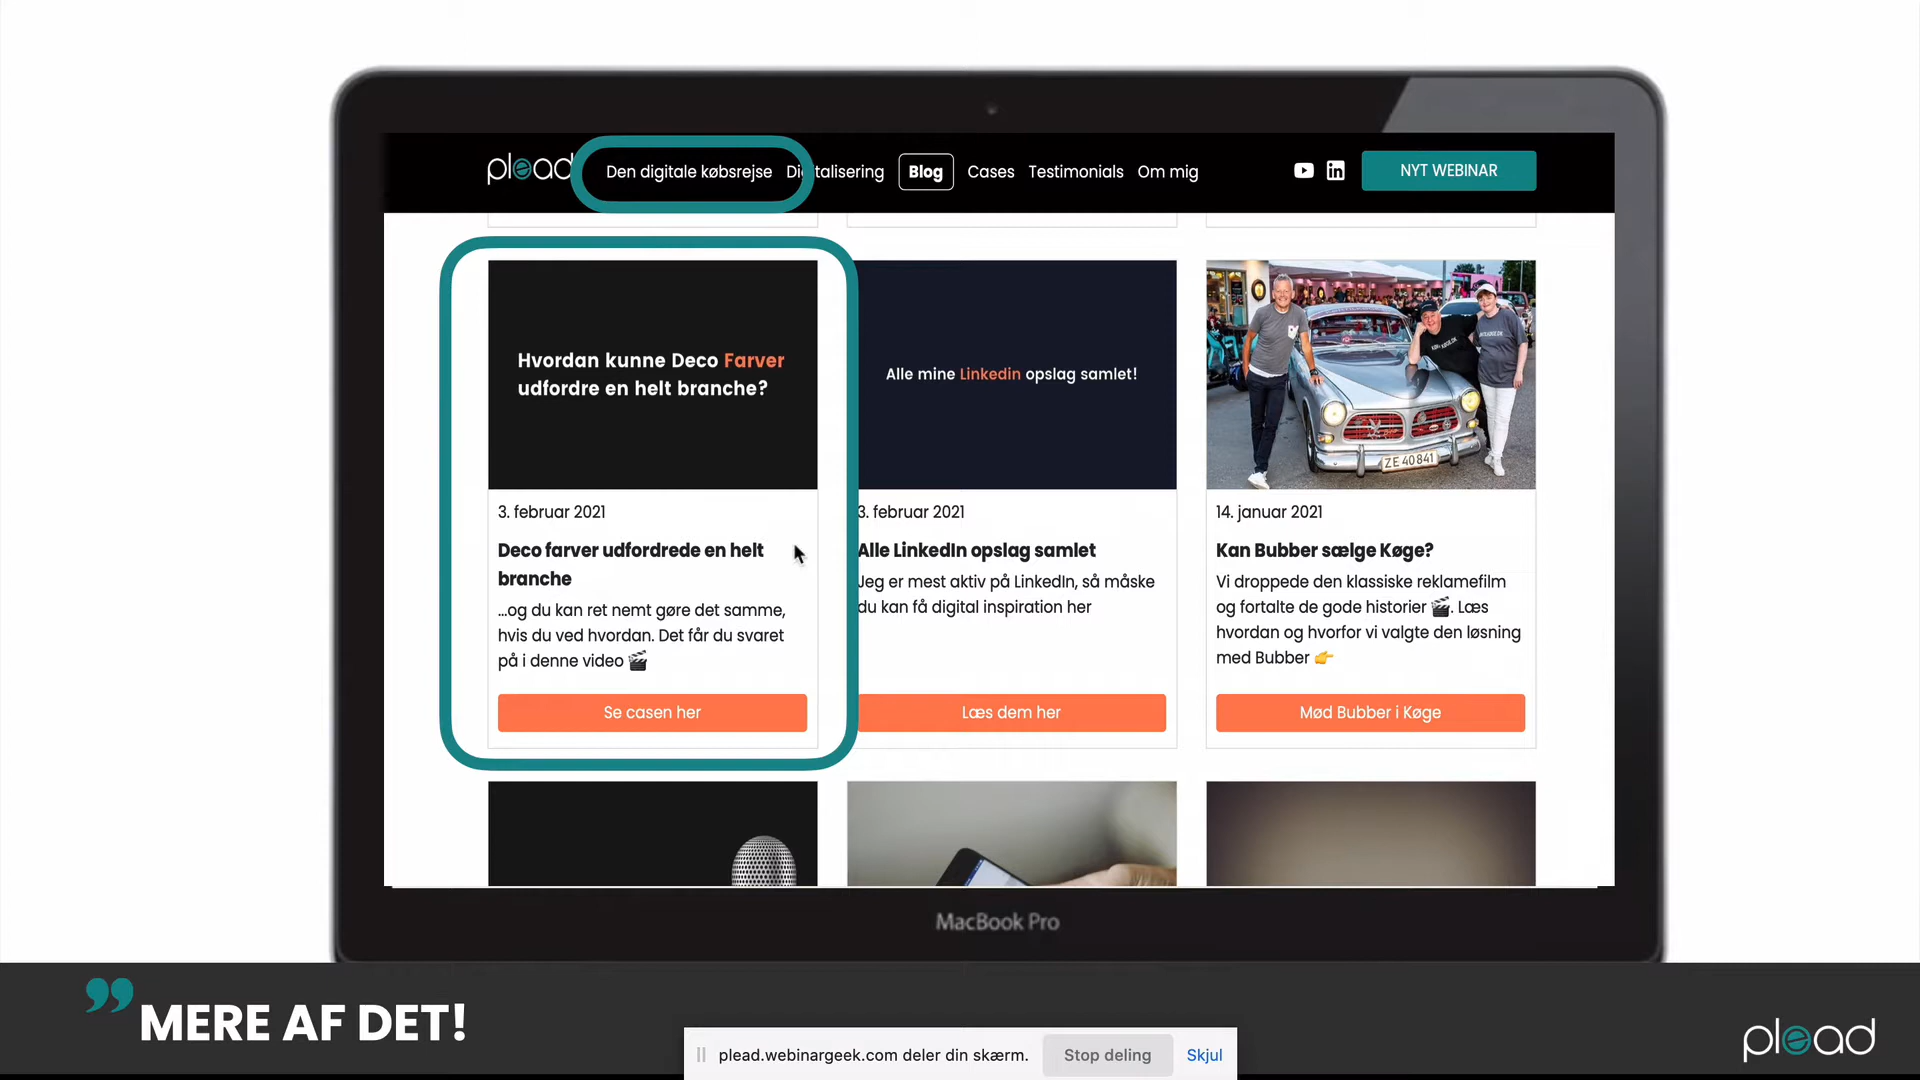 plead
Den digitale købsrejse
Digitalisering
Blog
Cases
Testimonials
Om mig
NYT WEBINAR
Hvordan kunne Deco Farver
udfordre en helt branche?
3. februar 2021
Deco farver udfordrede en helt
branche
...og du kan ret nemt gøre det samme,
hvis du ved hvordan. Det får du svaret
på i denne video 🎬
Se casen her
Alle mine Linkedin opslag samlet!
3. februar 2021
Alle LinkedIn opslag samlet
Jeg er mest aktiv på LinkedIn, så måske
du kan få digital inspiration her
Læs dem her
ZE 40841
14. januar 2021
Kan Bubber sælge Køge?
Vi droppede den klassiske reklamefilm
og fortalte de gode historier 🎬. Læs
hvordan og hvorfor vi valgte den løsning
med Bubber 👉
Mød Bubber i Køge
MacBook Pro
” MERE AF DET!
plead.webinargeek.com deler din skærm.
Stop deling
Skjul
plead